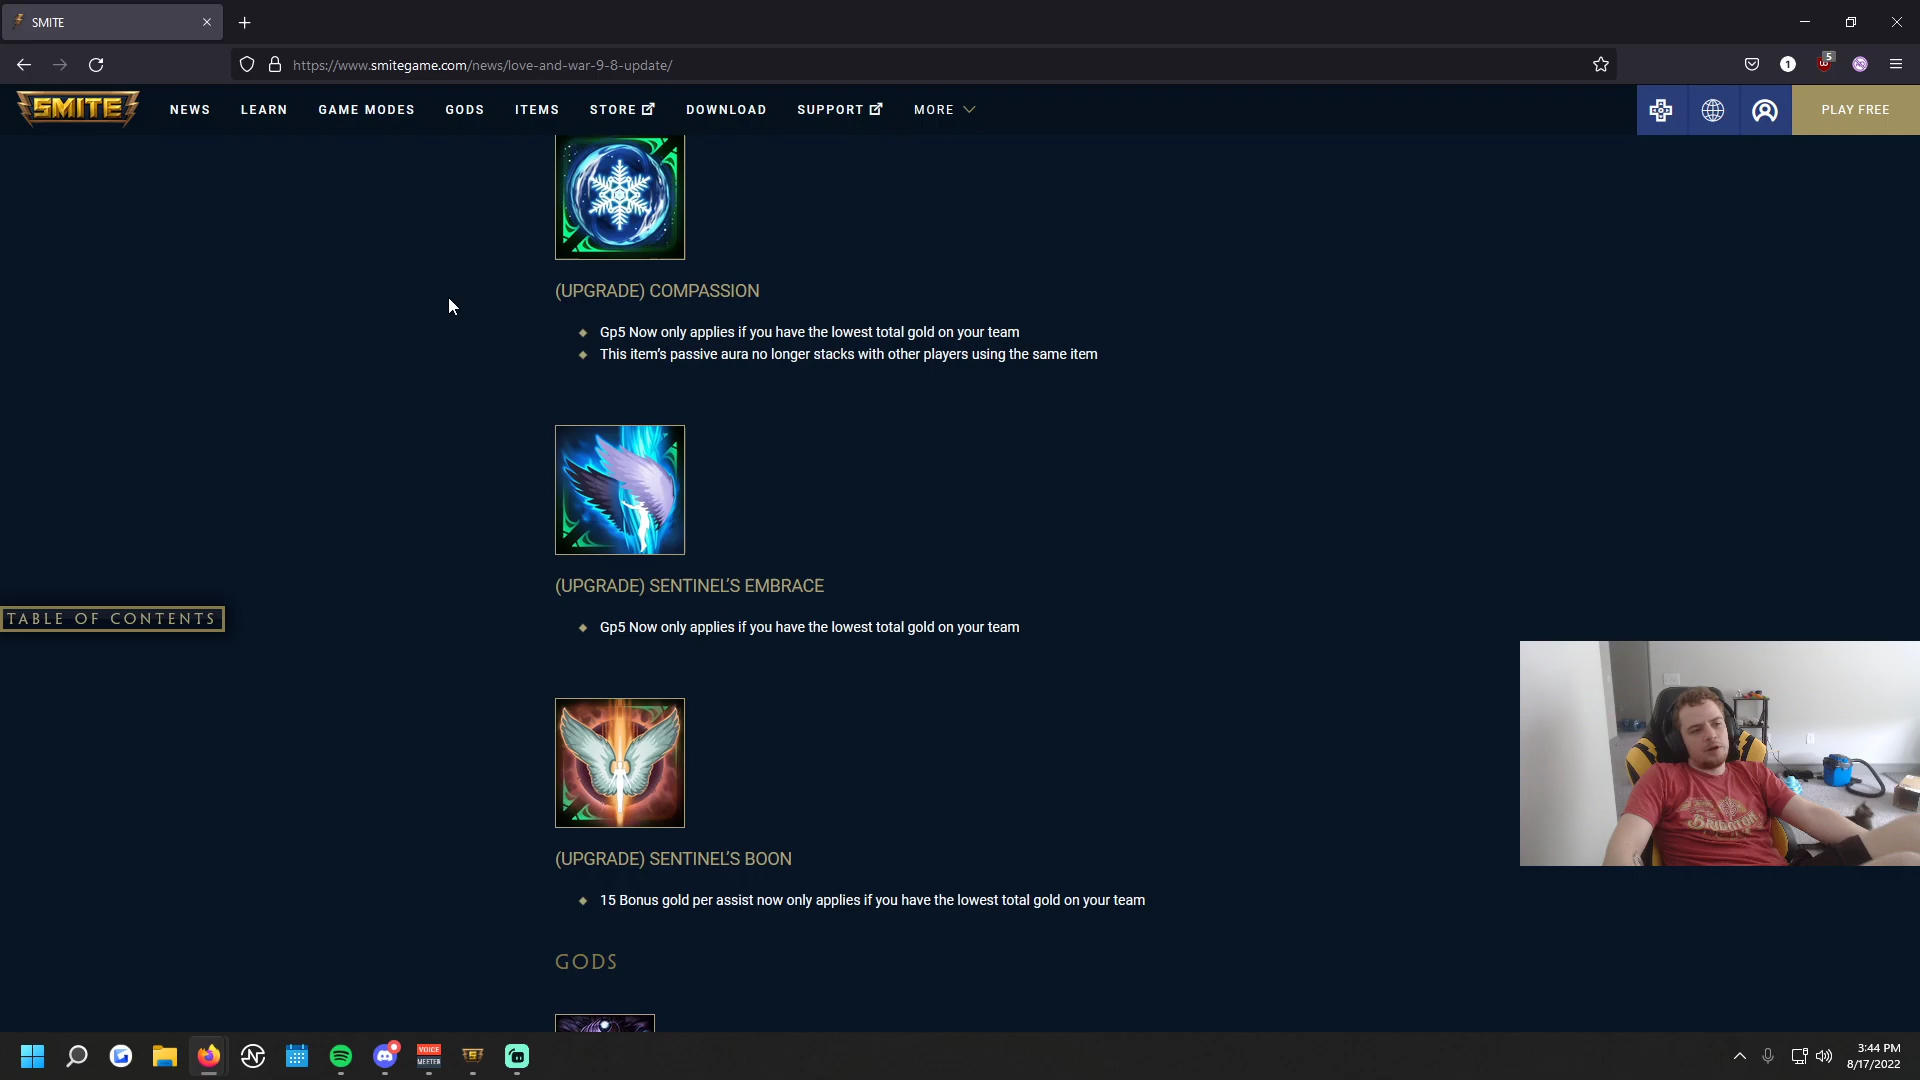 SMITE
https://www.smitegame.com/news/love-and-war-9-8-update/
1
5
SMITE
NEWS
LEARN
GAME MODES
GODS
ITEMS
STORE
DOWNLOAD
SUPPORT
MORE
PLAY FREE
(UPGRADE) COMPASSION
Gp5 Now only applies if you have the lowest total gold on your team
This item's passive aura no longer stacks with other players using the same item
(UPGRADE) SENTINEL'S EMBRACE
TABLE OF CONTENTS
Gp5 Now only applies if you have the lowest total gold on your team
(UPGRADE) SENTINEL'S BOON
15 Bonus gold per assist now only applies if you have the lowest total gold on your team
GODS
BRIGHTON
VOICE
MEETER
3:44 PM
8/17/2022